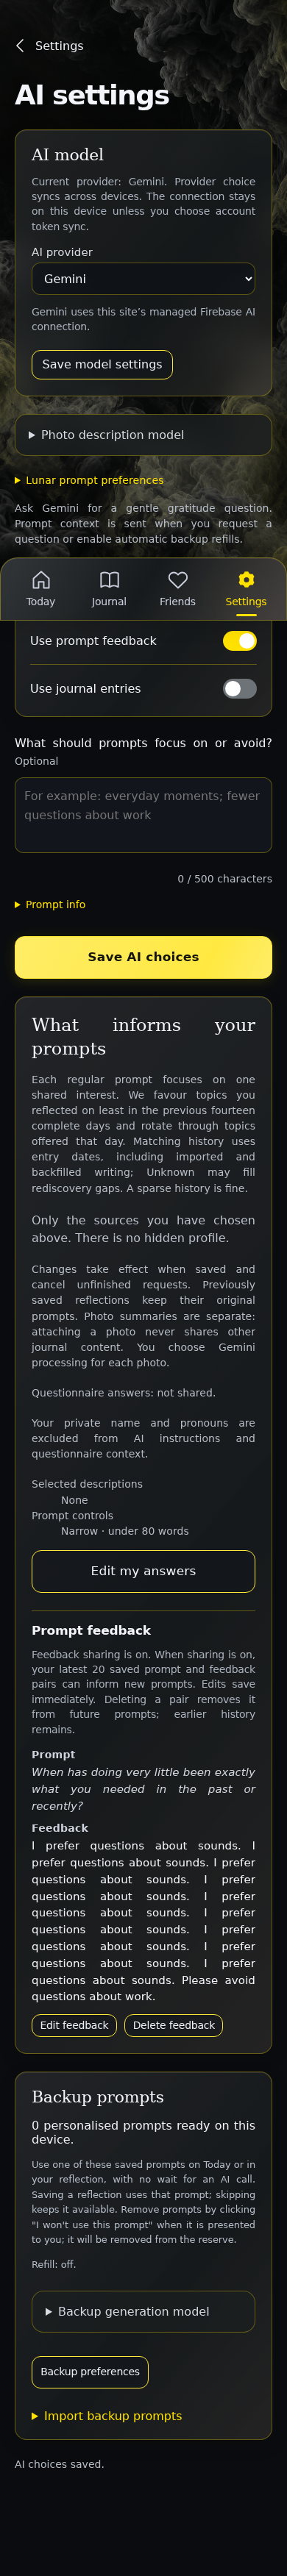 Settings
AI settings
AI model
Current provider: Gemini. Provider choice
syncs across devices. The connection stays
on this device unless you choose account
token sync.
AI provider
Gemini
Gemini uses this site’s managed Firebase AI
connection.
Save model settings
Photo description model
Lunar prompt preferences
Ask Gemini for a gentle gratitude question.
Prompt context is sent when you request a
question or enable automatic backup refills.
Today
Journal
Friends
Settings
Use prompt feedback
Use journal entries
What should prompts focus on or avoid?
Optional
For example: everyday moments; fewer
questions about work
0 / 500 characters
Prompt info
Save AI choices
What informs your
prompts
Each regular prompt focuses on one
shared interest. We favour topics you
reflected on least in the previous fourteen
complete days and rotate through topics
offered that day. Matching history uses
entry dates, including imported and
backfilled writing; Unknown may fill
rediscovery gaps. A sparse history is fine.
Only the sources you have chosen
above. There is no hidden profile.
Changes take effect when saved and
cancel unfinished requests. Previously
saved reflections keep their original
prompts. Photo summaries are separate:
attaching a photo never shares other
journal content. You choose Gemini
processing for each photo.
Questionnaire answers: not shared.
Your private name and pronouns are
excluded from AI instructions and
questionnaire context.
Selected descriptions
None
Prompt controls
Narrow · under 80 words
Edit my answers
Prompt feedback
Feedback sharing is on. When sharing is on,
your latest 20 saved prompt and feedback
pairs can inform new prompts. Edits save
immediately. Deleting a pair removes it
from future prompts; earlier history
remains.
Prompt
When has doing very little been exactly
what you needed in the past or
recently?
Feedback
I prefer questions about sounds. I
prefer questions about sounds. I prefer
questions about sounds. I prefer
questions about sounds. I prefer
questions about sounds. I prefer
questions about sounds. I prefer
questions about sounds. I prefer
questions about sounds. I prefer
questions about sounds. Please avoid
questions about work.
Edit feedback
Delete feedback
Backup prompts
0 personalised prompts ready on this
device.
Use one of these saved prompts on Today or in
your reflection, with no wait for an AI call.
Saving a reflection uses that prompt; skipping
keeps it available. Remove prompts by clicking
"I won't use this prompt" when it is presented
to you; it will be removed from the reserve.
Refill: off.
Backup generation model
Backup preferences
Import backup prompts
AI choices saved.